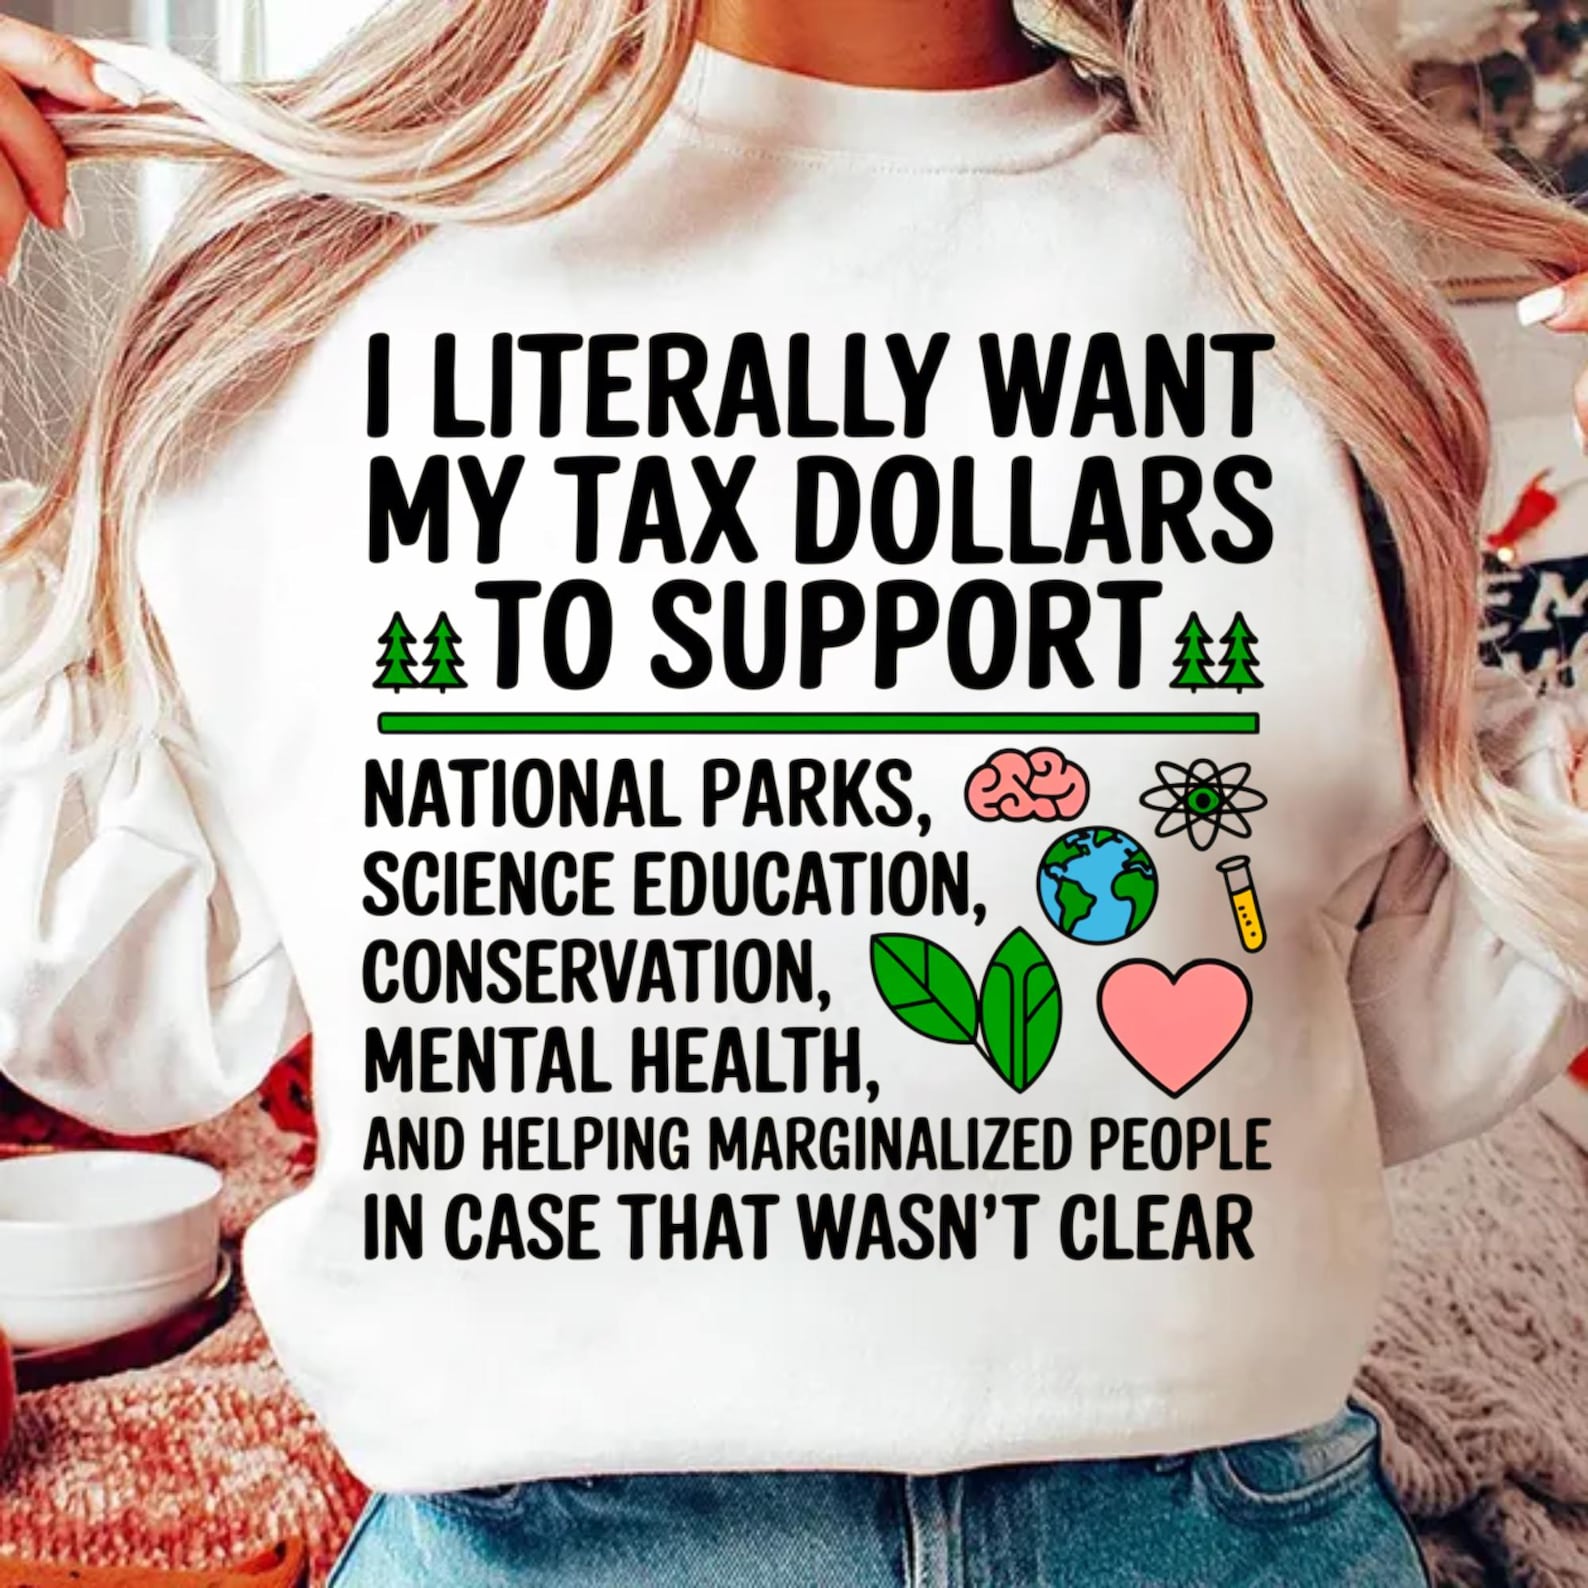 I LITERALLY WANT
MY TAX DOLLARS
TO SUPPORT
NATIONAL PARKS,
SCIENCE EDUCATION,
CONSERVATION,
MENTAL HEALTH,
AND HELPING MARGINALIZED PEOPLE
IN CASE THAT WASN'T CLEAR